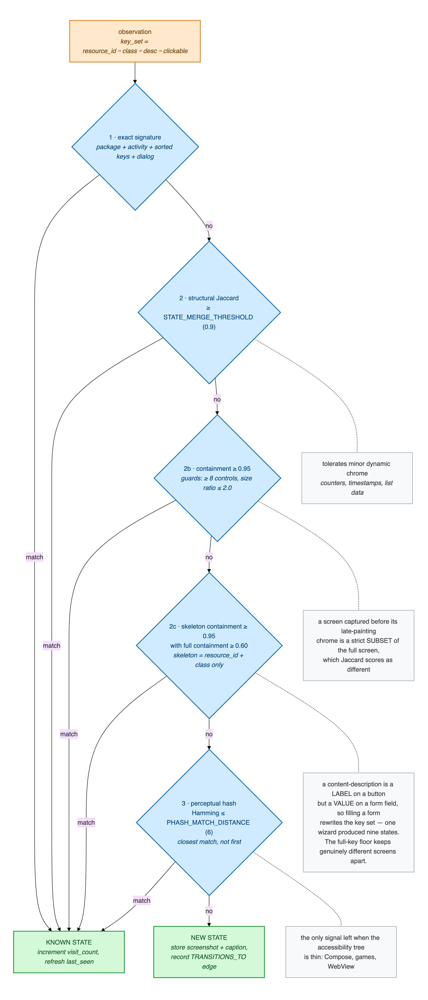 observation
key_set =
resource_id ␟ class ␟ desc ␟ clickable
1 · exact signature
package + activity + sorted
keys + dialog
no
2 · structural Jaccard
≥
STATE_MERGE_THRESHOLD
(0.9)
no
2b · containment ≥ 0.95
guards: ≥ 8 controls, size
ratio ≤ 2.0
tolerates minor dynamic
chrome
counters, timestamps, list
data
match
no
2c · skeleton containment ≥
0.95
with full containment ≥ 0.60
skeleton = resource_id +
class only
a screen captured before its
late-painting
chrome is a strict SUBSET of
the full screen,
which Jaccard scores as
different
match
match
no
3 · perceptual hash
Hamming ≤
PHASH_MATCH_DISTANCE
(6)
closest match, not first
a content-description is a
LABEL on a button
but a VALUE on a form field,
so filling a form
rewrites the key set — one
wizard produced nine states.
The full-key floor keeps
genuinely different screens
apart.
match
match
no
KNOWN STATE
increment visit_count,
refresh last_seen
NEW STATE
store screenshot + caption,
record TRANSITIONS_TO
edge
the only signal left when the
accessibility tree
is thin: Compose, games,
WebView